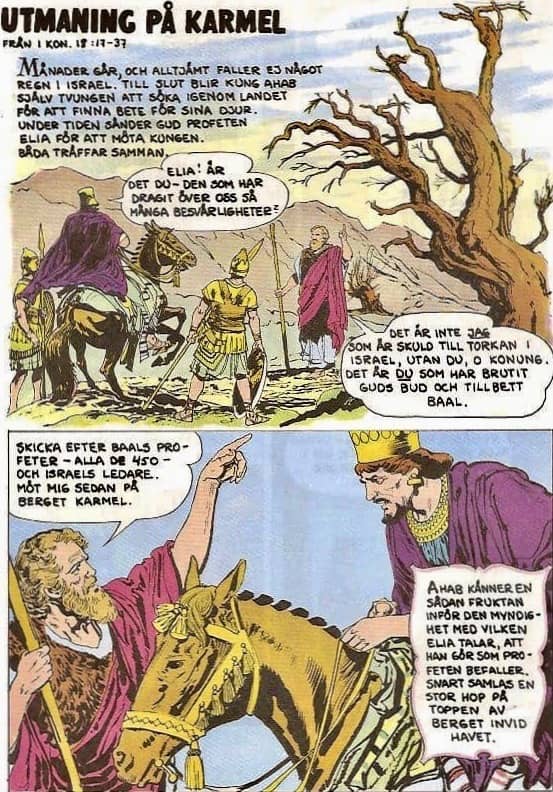 UTMANING PÅ KARMEL
FRÅN I KON. 18:17-37
MÅNADER GÅR, OCH ALLTJÄMT FALLER EJ NÅGOT
REGN I ISRAEL. TILL SLUT BLIR KUNG AHAB
SJÄLV TVUNGEN ATT SÖKA IGENOM LANDET
FÖR ATT FINNA BETE FÖR SINA DJUR.
UNDER TIDEN SÄNDER GUD PROFETEN
ELIA FÖR ATT MÖTA KUNGEN.
BÅDA TRÄFFAR SAMMAN.
ELIA! ÄR
DET DU - DEN SOM HAR
DRAGIT ÖVER OSS SÅ
MÅNGA BESVÄRLIGHETER?
DET ÄR INTE JAG
SOM ÄR SKULD TILL TORKAN I
ISRAEL, UTAN DU, O KONUNG.
DET ÄR DU SOM HAR BRUTIT
GUDS BUD OCH TILLBETT
BAAL.
SKICKA EFTER BAALS PRO-
FETER - ALLA DE 450 -
OCH ISRAELS LEDARE.
MÖT MIG SEDAN PÅ
BERGET KARMEL.
AHAB KÄNNER EN
SÅDAN FRUKTAN
INFÖR DEN MYNDIG-
HET MED VILKEN
ELIA TALAR, ATT
HAN GÖR SOM PRO-
FETEN BEFALLER.
SNART SAMLAS EN
STOR HOP PÅ
TOPPEN AV
BERGET INVID
HAVET.